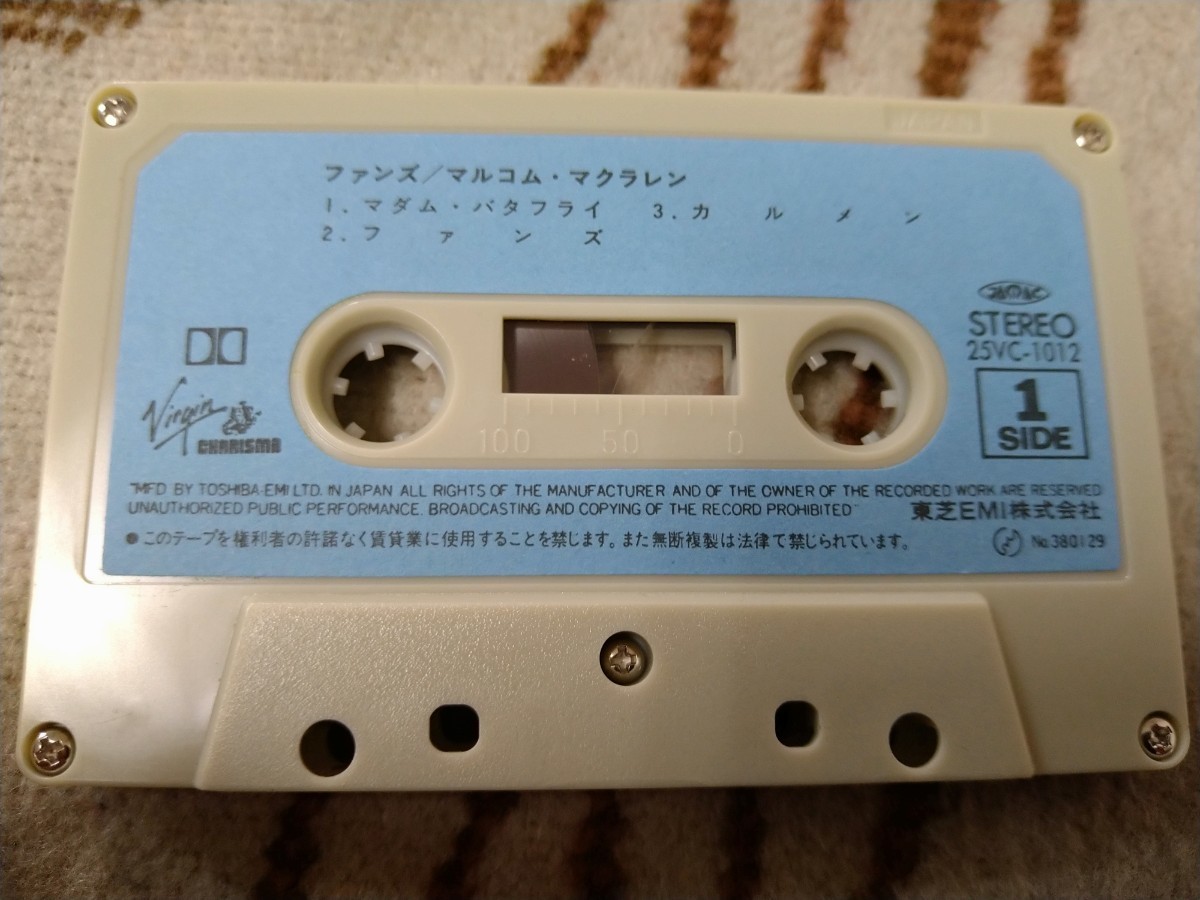 ファンズ／マルコム・マクラレン
1. マダム・バタフライ 3. カルメン
2. ファンズ
STEREO
25VC-1012
1
SIDE
Virgin
CHARISMA
100 50 0
"MFD BY TOSHIBA-EMI LTD. IN JAPAN ALL RIGHTS OF THE MANUFACTURER AND OF THE OWNER OF THE RECORDED WORK ARE RESERVED
UNAUTHORIZED PUBLIC PERFORMANCE. BROADCASTING AND COPYING OF THE RECORD PROHIBITED" 東芝EMI株式会社
●このテープを権利者の許諾なく賃貸業に使用することを禁じます。また無断複製は法律で禁じられています。 No.380129